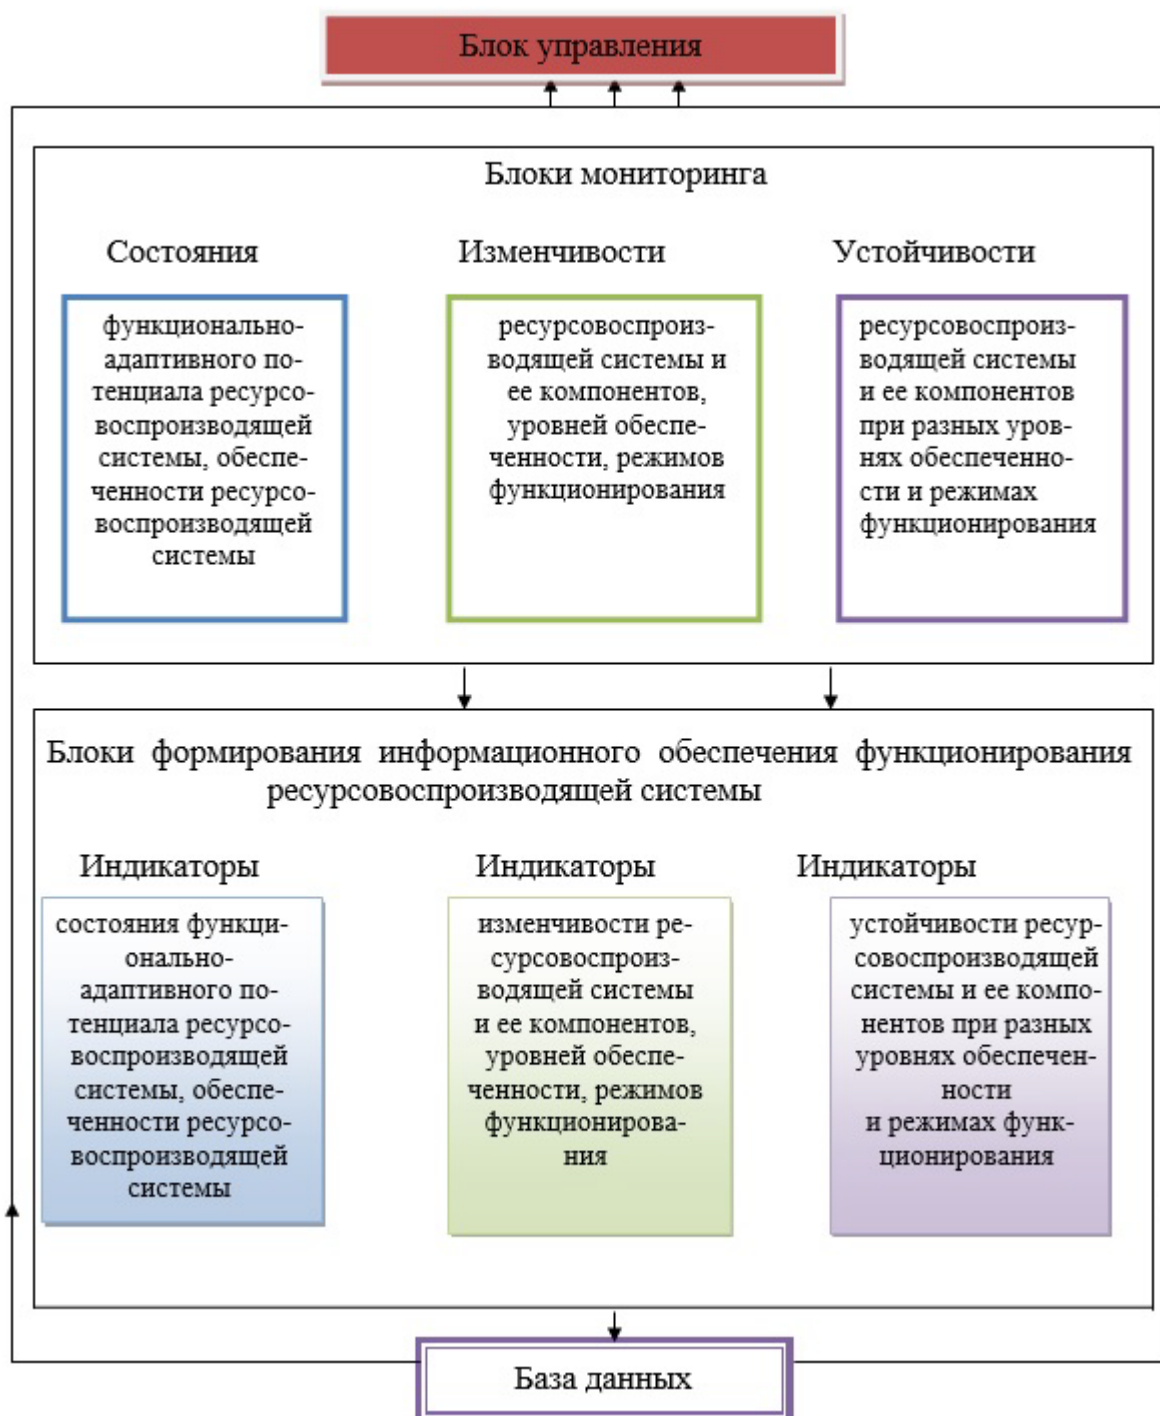 Блок управления
Блоки мониторинга
Состояния
функционально-
адаптивного по-
тенциала ресурсо-
воспроизводящей
системы, обеспе-
ченности ресурсо-
воспроизводящей
системы
Изменчивости
ресурсовоспроиз-
водящей системы и
ее компонентов,
уровней обеспе-
ченности, режимов
функционирования
Устойчивости
ресурсовоспроиз-
водящей системы
и ее компонентов
при разных уров-
нях обеспеченно-
сти и режимах
функционирования
Блоки формирования информационного обеспечения функционирования
ресурсовоспроизводящей системы
Индикаторы
состояния функци-
онально-
адаптивного по-
тенциала ресурсо-
воспроизводящей
системы, обеспе-
ченности ресурсо-
воспроизводящей
системы
Индикаторы
изменчивости ре-
сурсовоспроиз-
водящей системы
и ее компонентов,
уровней обеспе-
ченности, режимов
функционирова-
ния
Индикаторы
устойчивости ресур-
совоспроизводящей
системы и ее компо-
нентов при разных
уровнях обеспечен-
ности
и режимах функ-
ционирования
База данных